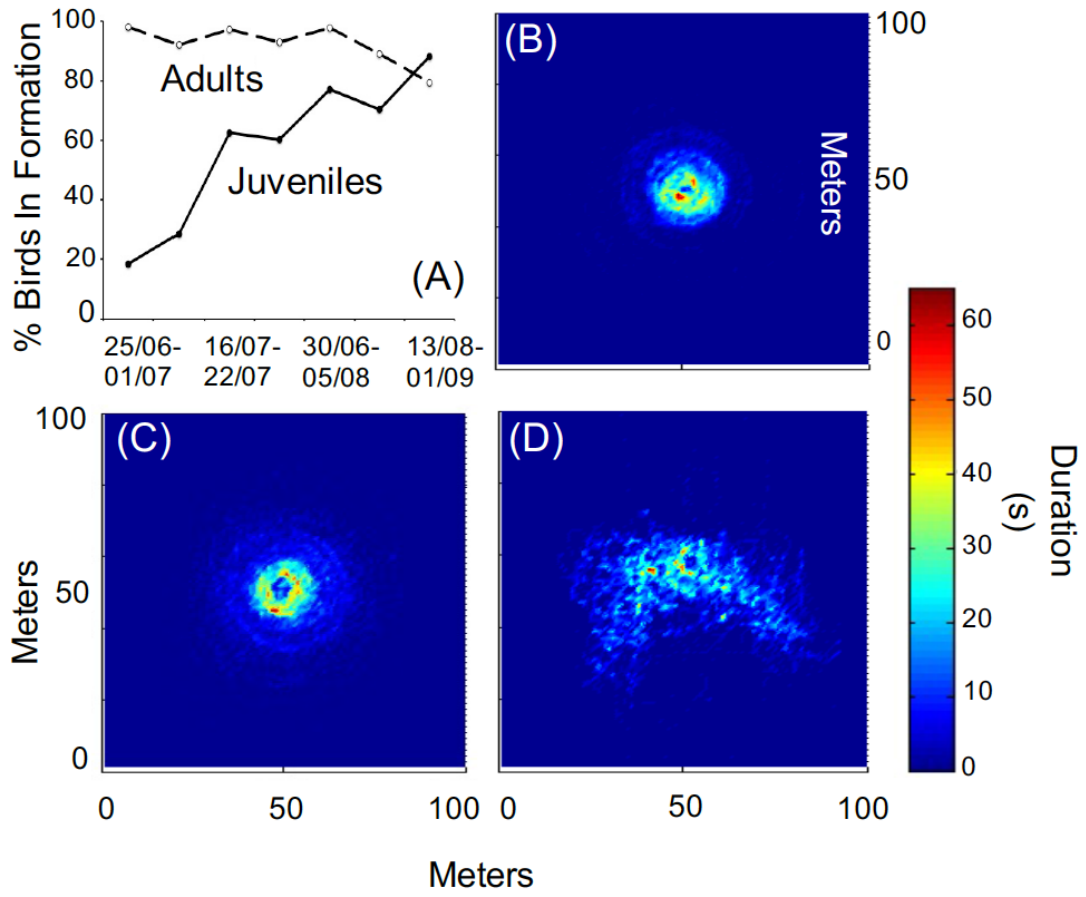 % Birds In Formation
100
80
60
40
20
0
Adults
Juveniles
(A)
25/06-
01/07
16/07-
22/07
30/06-
05/08
13/08-
01/09
(B)
100
50
0
Meters
(C)
100
50
0
Meters
0
50
100
(D)
0
50
100
Meters
60
50
40
30
20
10
0
Duration
(s)